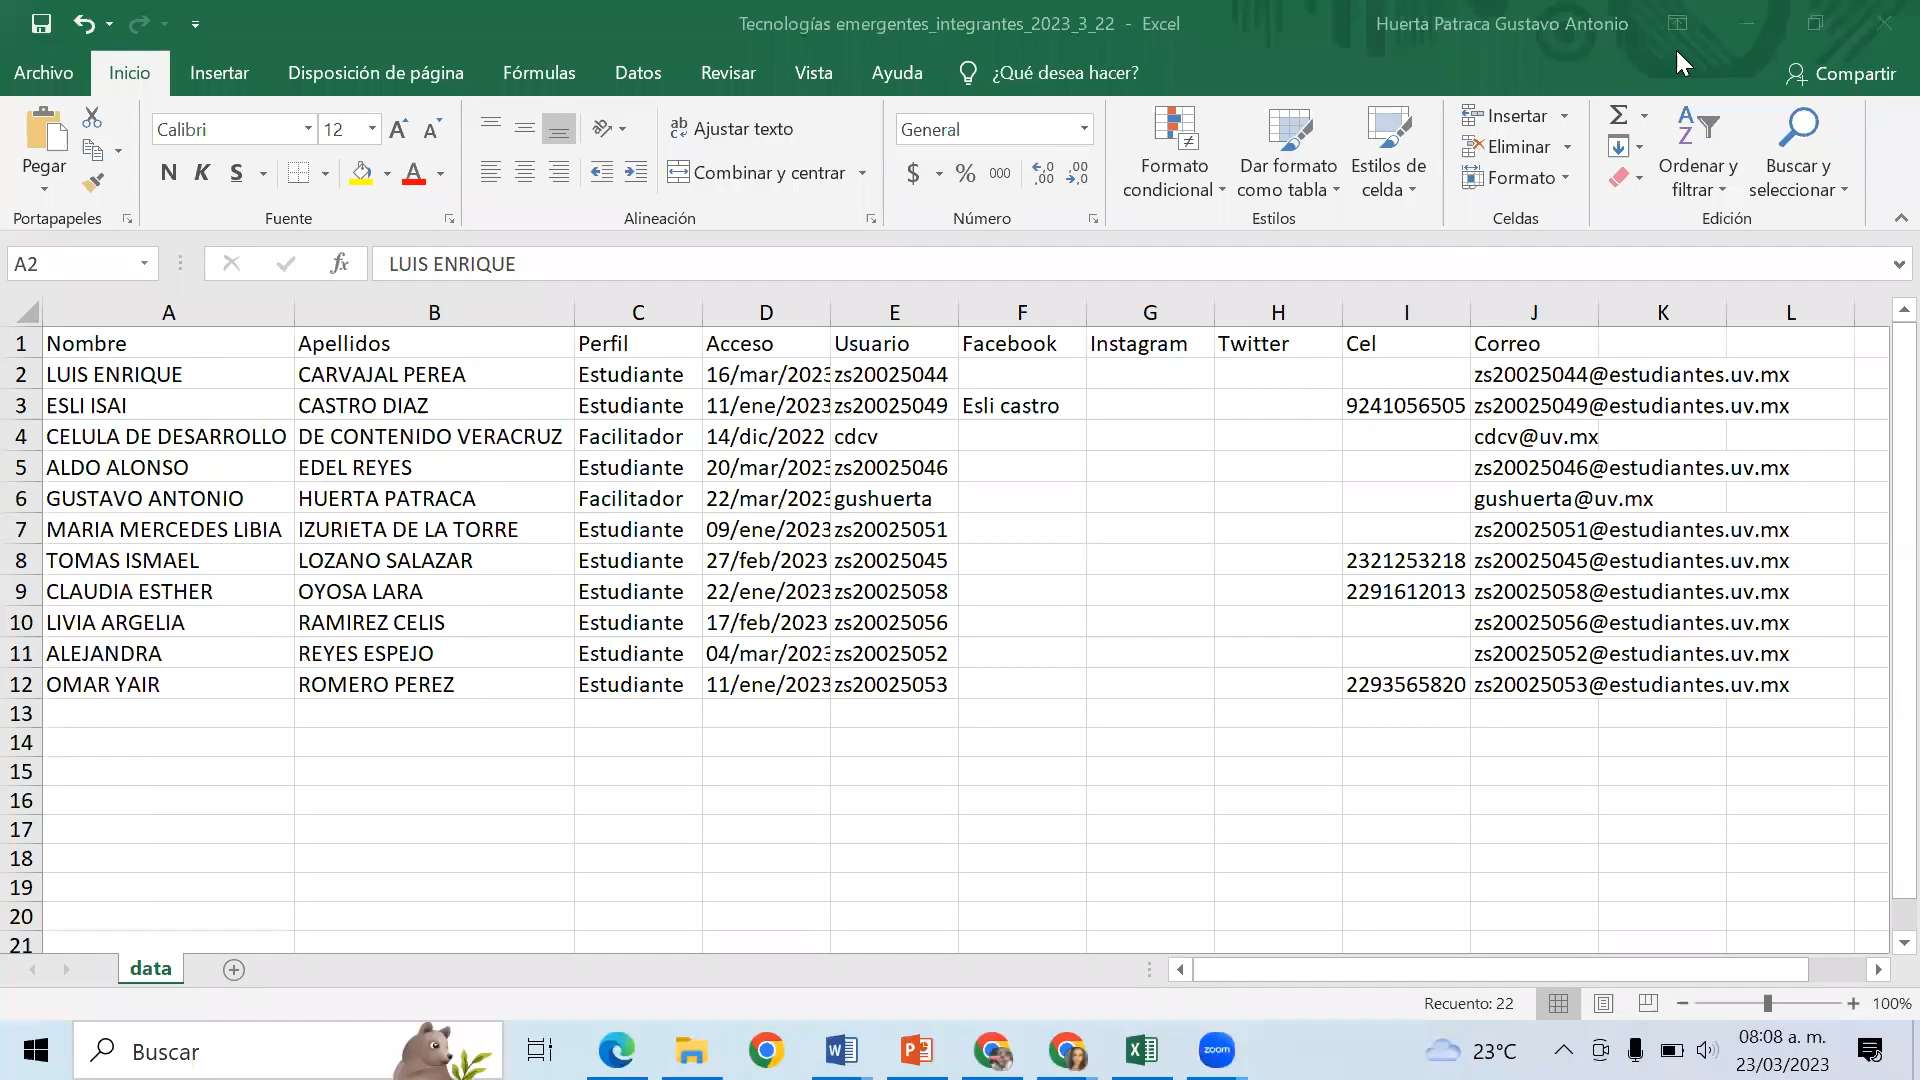 Tecnologías emergentes_integrantes_2023_3_22 - Excel
Huerta Patraca Gustavo Antonio
Archivo Inicio Insertar Disposición de página Fórmulas Datos Revisar Vista Ayuda ¿Qué desea hacer? Compartir
Pegar
Portapapeles
Calibri 12
N K S
Fuente
Ajustar texto
Combinar y centrar
Alineación
General
$ % 000
Número
Formato condicional
Dar formato como tabla
Estilos de celda
Estilos
Insertar
Eliminar
Formato
Celdas
Ordenar y filtrar
Buscar y seleccionar
Edición
A2 fx LUIS ENRIQUE
A B C D E F G H I J K L
1 Nombre Apellidos Perfil Acceso Usuario Facebook Instagram Twitter Cel Correo
2 LUIS ENRIQUE CARVAJAL PEREA Estudiante 16/mar/2023 zs20025044 zs20025044@estudiantes.uv.mx
3 ESLI ISAI CASTRO DIAZ Estudiante 11/ene/2023 zs20025049 Esli castro 9241056505 zs20025049@estudiantes.uv.mx
4 CELULA DE DESARROLLO DE CONTENIDO VERACRUZ Facilitador 14/dic/2022 cdcv cdcv@uv.mx
5 ALDO ALONSO EDEL REYES Estudiante 20/mar/2023 zs20025046 zs20025046@estudiantes.uv.mx
6 GUSTAVO ANTONIO HUERTA PATRACA Facilitador 22/mar/2023 gushuerta gushuerta@uv.mx
7 MARIA MERCEDES LIBIA IZURIETA DE LA TORRE Estudiante 09/ene/2023 zs20025051 zs20025051@estudiantes.uv.mx
8 TOMAS ISMAEL LOZANO SALAZAR Estudiante 27/feb/2023 zs20025045 2321253218 zs20025045@estudiantes.uv.mx
9 CLAUDIA ESTHER OYOSA LARA Estudiante 22/ene/2023 zs20025058 2291612013 zs20025058@estudiantes.uv.mx
10 LIVIA ARGELIA RAMIREZ CELIS Estudiante 17/feb/2023 zs20025056 zs20025056@estudiantes.uv.mx
11 ALEJANDRA REYES ESPEJO Estudiante 04/mar/2023 zs20025052 zs20025052@estudiantes.uv.mx
12 OMAR YAIR ROMERO PEREZ Estudiante 11/ene/2023 zs20025053 2293565820 zs20025053@estudiantes.uv.mx
13
14
15
16
17
18
19
20
21
data
Recuento: 22 100%
Buscar
zoom
23°C
08:08 a. m.
23/03/2023